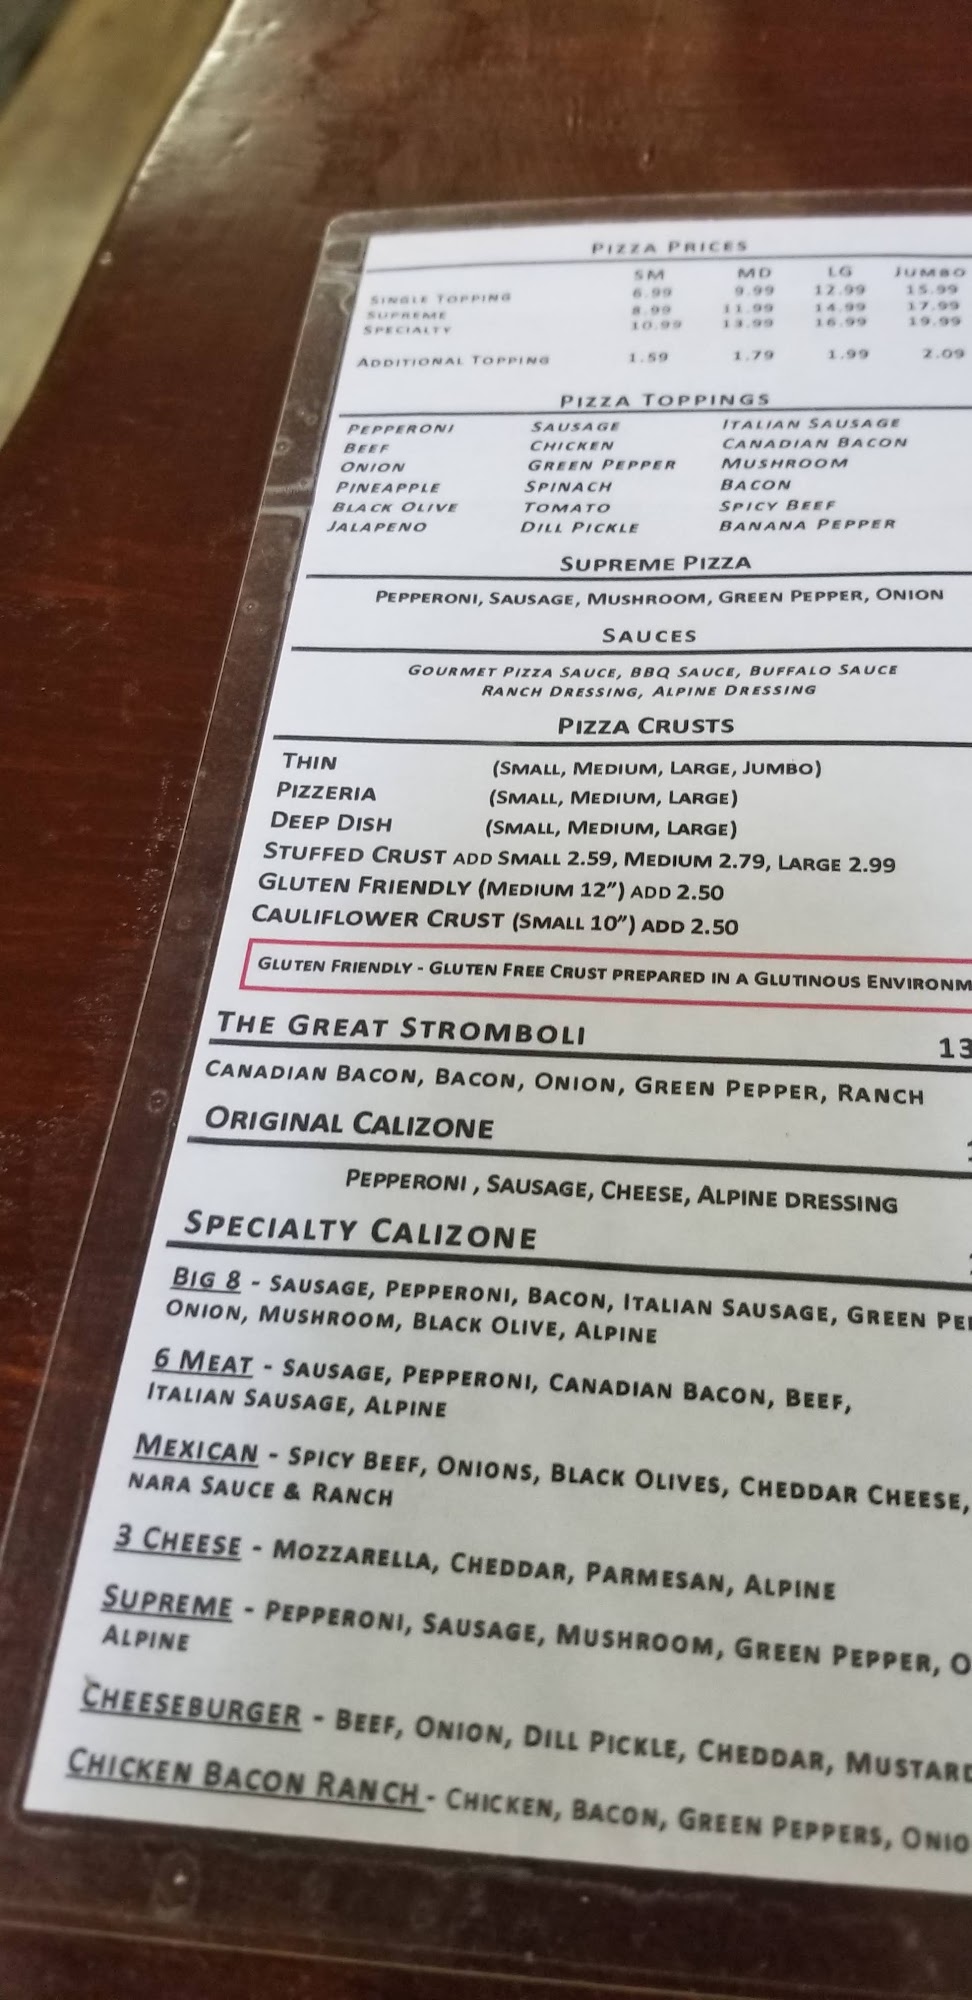 Pizza Prices
SM MD LG Jumbo
Single Topping 6.99 9.99 12.99 15.99
Supreme 8.99 11.99 14.99 17.99
Specialty 10.99 13.99 16.99 19.99
Additional Topping 1.59 1.79 1.99 2.09
Pizza Toppings
Pepperoni Sausage Italian Sausage
Beef Chicken Canadian Bacon
Onion Green Pepper Mushroom
Pineapple Spinach Bacon
Black Olive Tomato Spicy Beef
Jalapeno Dill Pickle Banana Pepper
Supreme Pizza
Pepperoni, Sausage, Mushroom, Green Pepper, Onion
Sauces
Gourmet Pizza Sauce, BBQ Sauce, Buffalo Sauce
Ranch Dressing, Alpine Dressing
Pizza Crusts
Thin (Small, Medium, Large, Jumbo)
Pizzeria (Small, Medium, Large)
Deep Dish (Small, Medium, Large)
Stuffed Crust add Small 2.59, Medium 2.79, Large 2.99
Gluten Friendly (Medium 12”) add 2.50
Cauliflower Crust (Small 10”) add 2.50
Gluten Friendly - Gluten Free Crust prepared in a Glutinous Environm
The Great Stromboli 13
Canadian Bacon, Bacon, Onion, Green Pepper, Ranch
Original Calizone
Pepperoni , Sausage, Cheese, Alpine dressing
Specialty Calizone
Big 8 - Sausage, Pepperoni, Bacon, Italian Sausage, Green Pe
Onion, Mushroom, Black Olive, Alpine
6 Meat - Sausage, Pepperoni, Canadian Bacon, Beef,
Italian Sausage, Alpine
Mexican - Spicy Beef, Onions, Black Olives, Cheddar Cheese,
nara Sauce & Ranch
3 Cheese - Mozzarella, Cheddar, Parmesan, Alpine
Supreme - Pepperoni, Sausage, Mushroom, Green Pepper, O
Alpine
Cheeseburger - Beef, Onion, Dill Pickle, Cheddar, Mustard
Chicken Bacon Ranch - Chicken, Bacon, Green Peppers, Onio